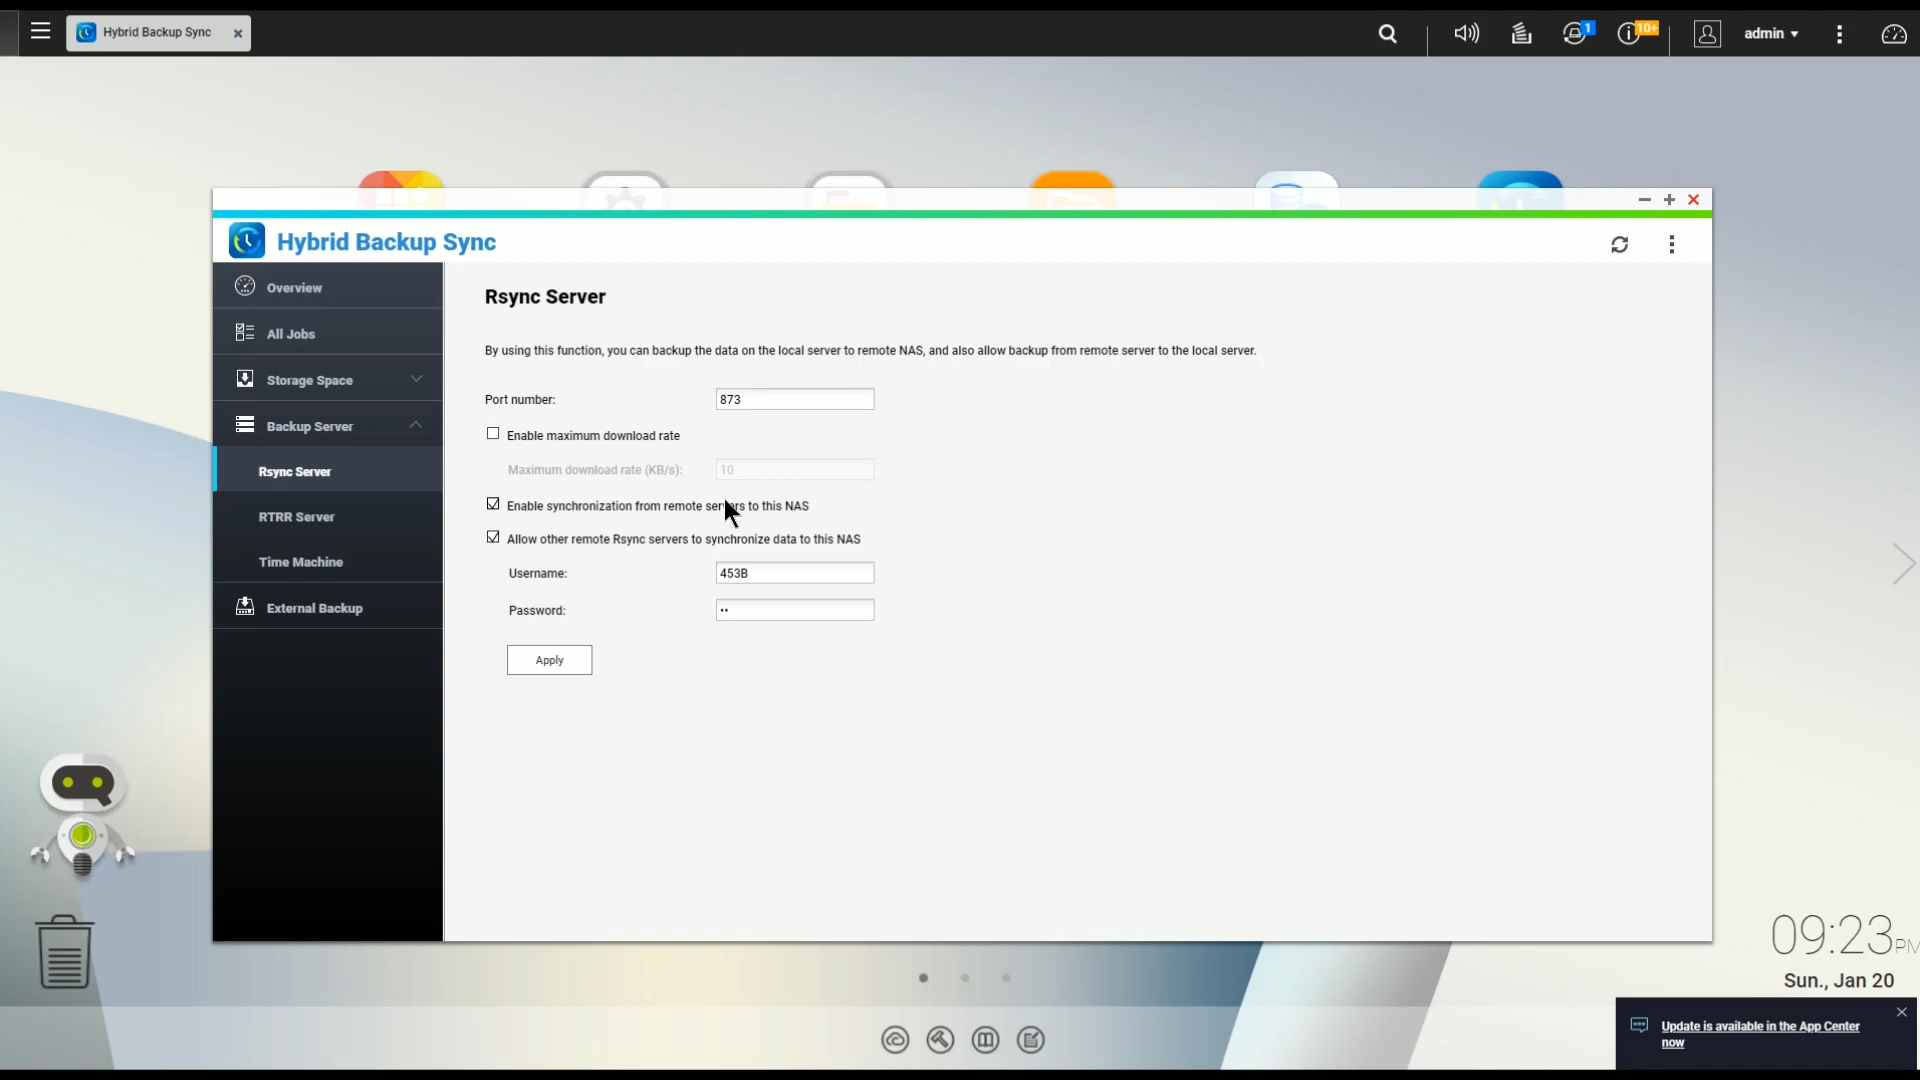 Hybrid Backup Sync
1
10+
admin
Hybrid Backup Sync
Overview
All Jobs
Storage Space
Backup Server
Rsync Server
RTRR Server
Time Machine
External Backup
Rsync Server
By using this function, you can backup the data on the local server to remote NAS, and also allow backup from remote server to the local server.
Port number: 873
Enable maximum download rate
Maximum download rate (KB/s): 10
Enable synchronization from remote servers to this NAS
Allow other remote Rsync servers to synchronize data to this NAS
Username: 453B
Password: ••
Apply
09:23 PM
Sun., Jan 20
Update is available in the App Center
now